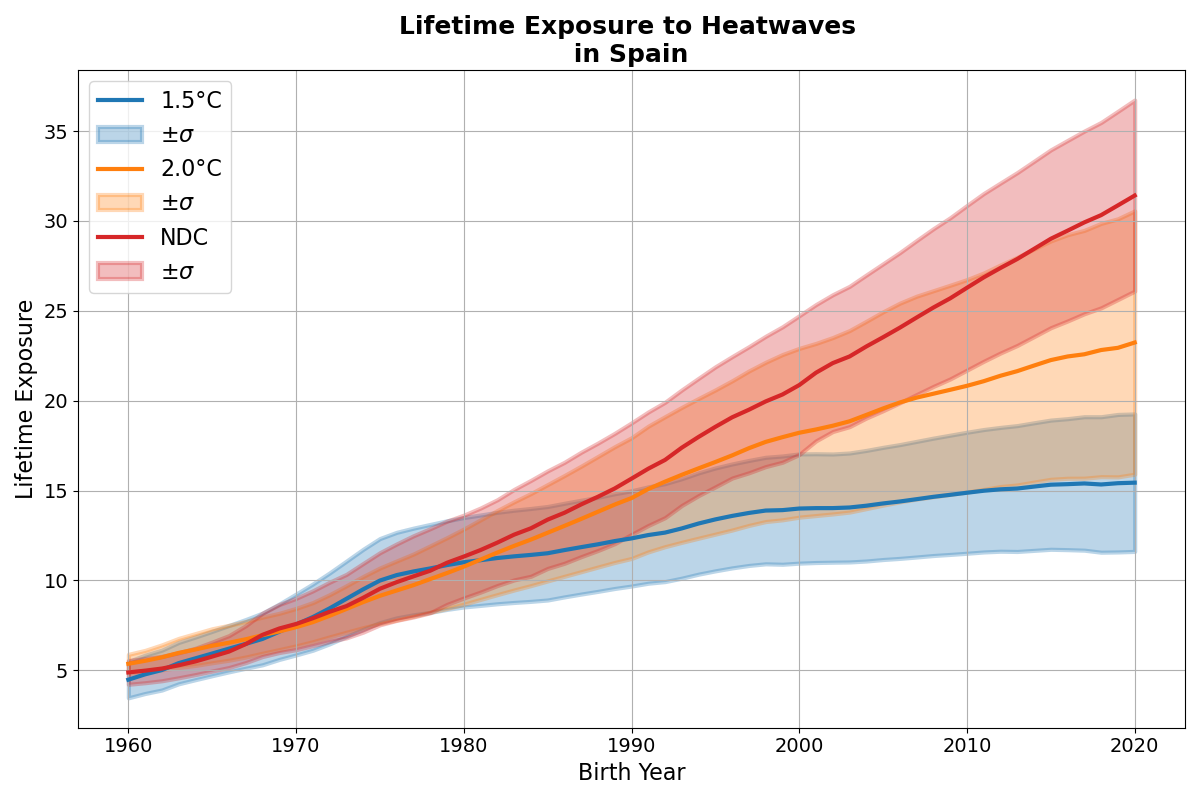 Lifetime Exposure to Heatwaves
in Spain
1.5°C
±σ
2.0°C
±σ
NDC
±σ
Lifetime Exposure
35
30
25
20
15
10
5
1960 1970 1980 1990 2000 2010 2020
Birth Year